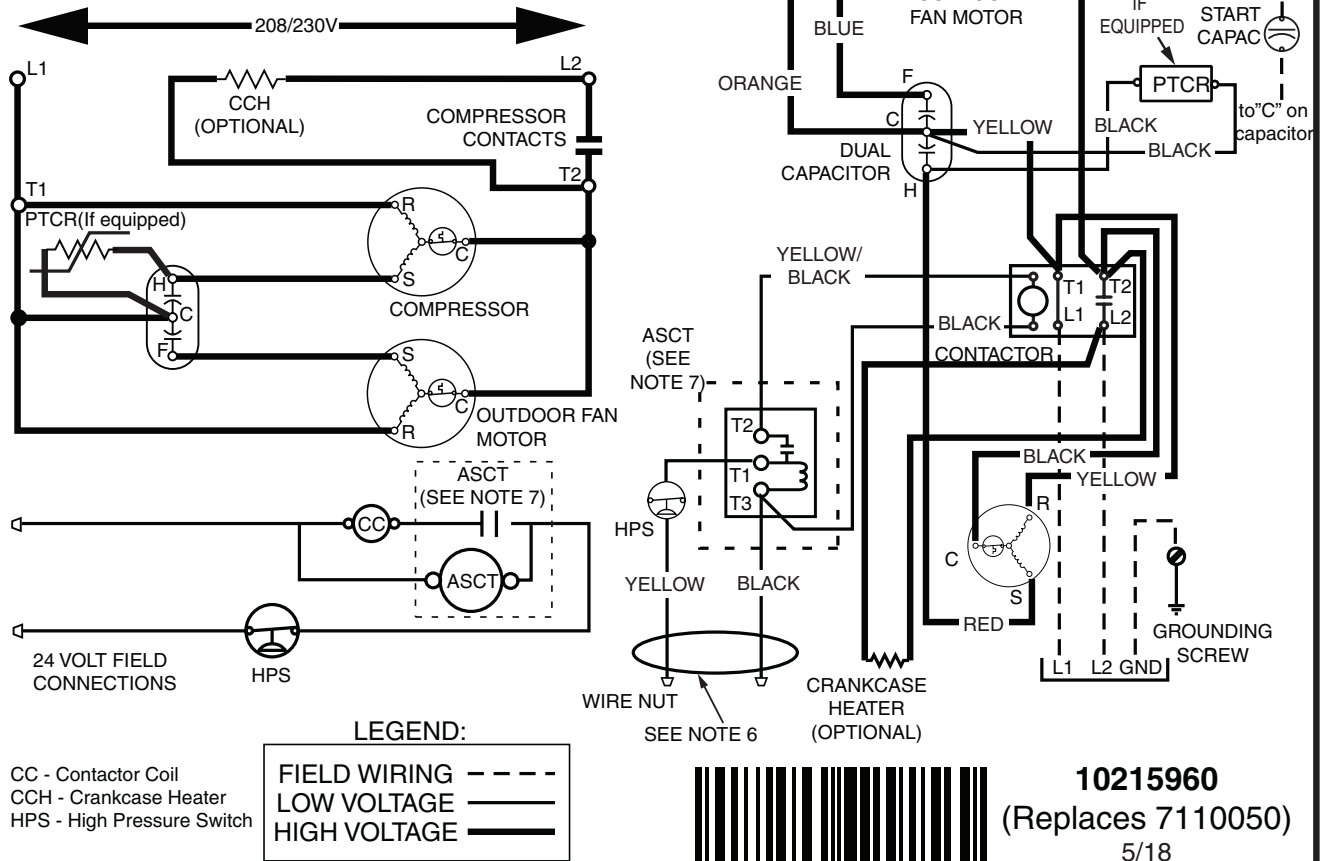 208/230V
L1
L2
CCH
(OPTIONAL)
COMPRESSOR
CONTACTS
T2
T1
PTCR(If equipped)
R
C
S
COMPRESSOR
H
C
F
S
C
R
OUTDOOR FAN
MOTOR
ASCT
(SEE NOTE 7)
CC
ASCT
24 VOLT FIELD
CONNECTIONS
HPS
LEGEND:
CC - Contactor Coil
CCH - Crankcase Heater
HPS - High Pressure Switch
FIELD WIRING
LOW VOLTAGE
HIGH VOLTAGE
BLUE
FAN MOTOR
IF
EQUIPPED
START
CAPAC
ORANGE
F
C
H
DUAL
CAPACITOR
YELLOW
PTCR
BLACK
BLACK
to"C" on
capacitor
YELLOW/
BLACK
BLACK
T1
T2
L1
L2
CONTACTOR
ASCT
(SEE
NOTE 7)
T2
T1
T3
HPS
YELLOW
BLACK
BLACK
YELLOW
R
C
S
RED
GROUNDING
SCREW
L1
L2
GND
WIRE NUT
SEE NOTE 6
CRANKCASE
HEATER
(OPTIONAL)
10215960
(Replaces 7110050)
5/18